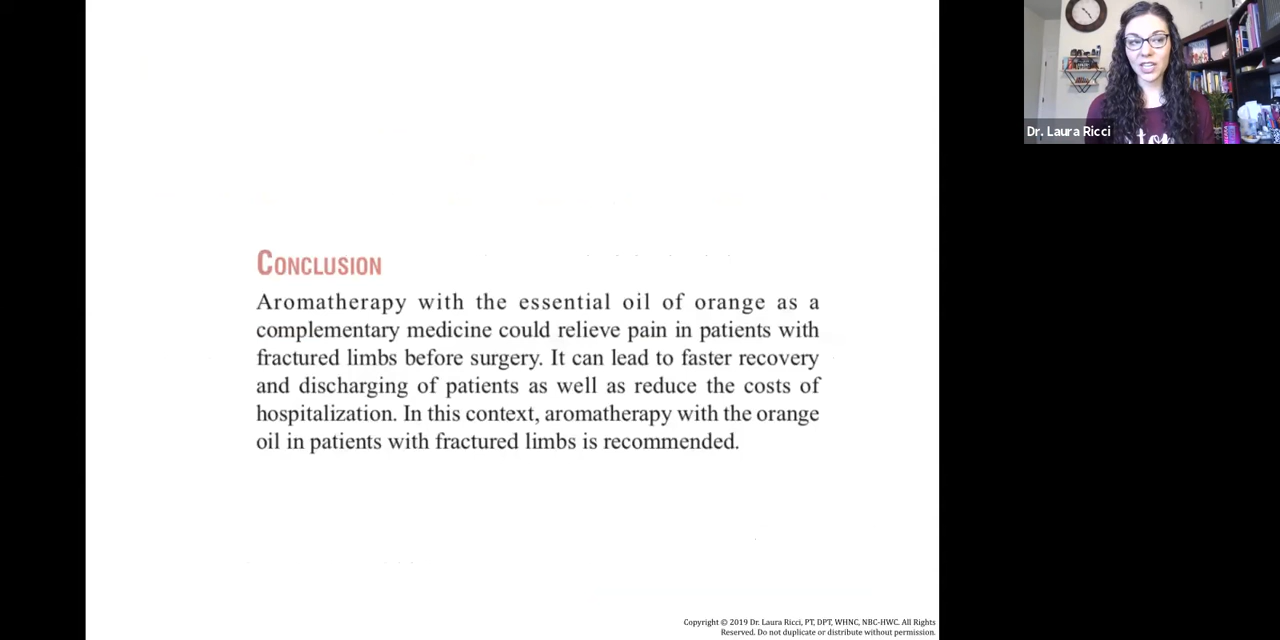 Dr. Laura Ricci
CONCLUSION
Aromatherapy with the essential oil of orange as a
complementary medicine could relieve pain in patients with
fractured limbs before surgery. It can lead to faster recovery
and discharging of patients as well as reduce the costs of
hospitalization. In this context, aromatherapy with the orange
oil in patients with fractured limbs is recommended.
Copyright © 2019 Dr. Laura Ricci, PT, DPT, WHNC, NBC-HWC. All Rights
Reserved. Do not duplicate or distribute without permission.